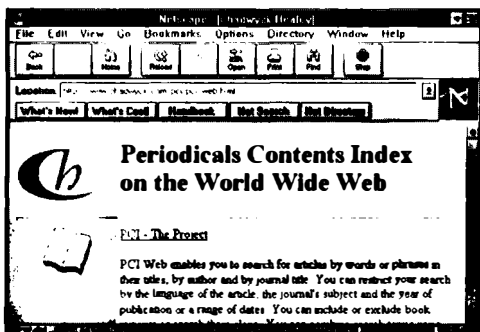 Netscape - [Chadwyck-Healey]
File Edit View Go Bookmarks Options Directory Window Help
Back Home Reload Open Print Find Stop
Location:
What's New! What's Cool! Handbook Net Search Net Directory
Ch
Periodicals Contents Index
on the World Wide Web
PCI - The Project
PCI Web enables you to search for articles by words or phrases in
their titles, by author and by journal title. You can restrict your search
by the language of the article, the journal's subject and the year of
publication or a range of dates. You can include or exclude book